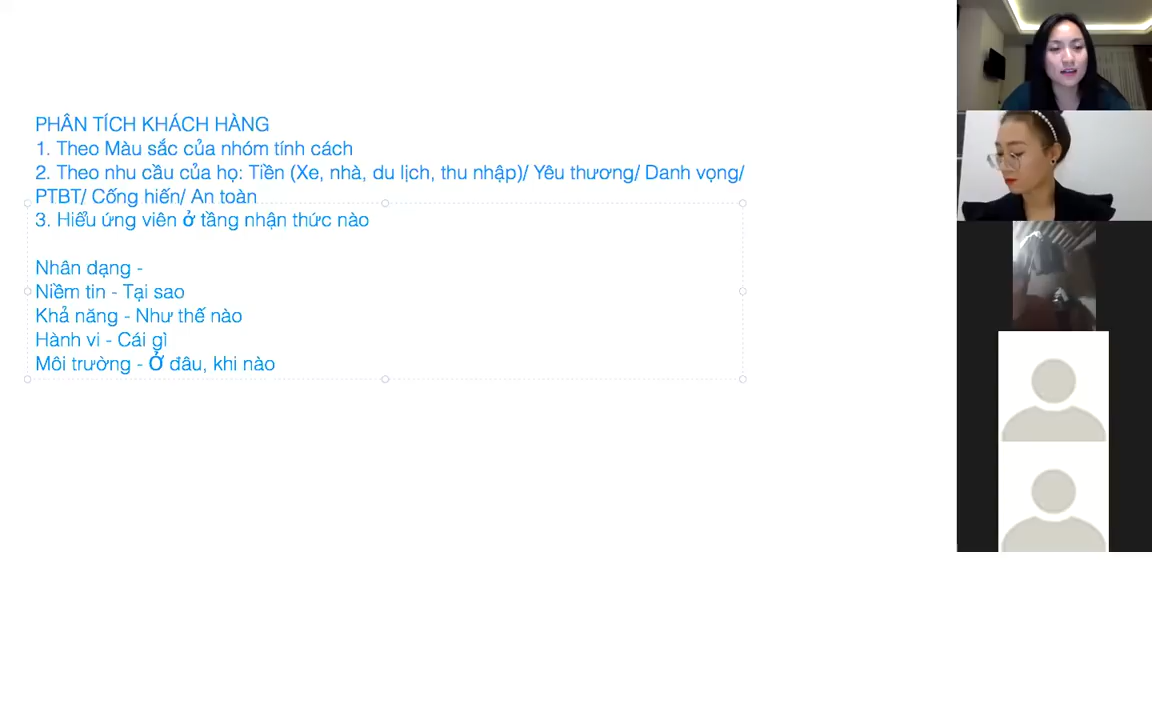 PHÂN TÍCH KHÁCH HÀNG
1. Theo Màu sắc của nhóm tính cách
2. Theo nhu cầu của họ: Tiền (Xe, nhà, du lịch, thu nhập)/ Yêu thương/ Danh vọng/
PTBT/ Cống hiến/ An toàn
3. Hiểu ứng viên ở tầng nhận thức nào
Nhân dạng -
Niềm tin - Tại sao
Khả năng - Như thế nào
Hành vi - Cái gì
Môi trường - Ở đâu, khi nào